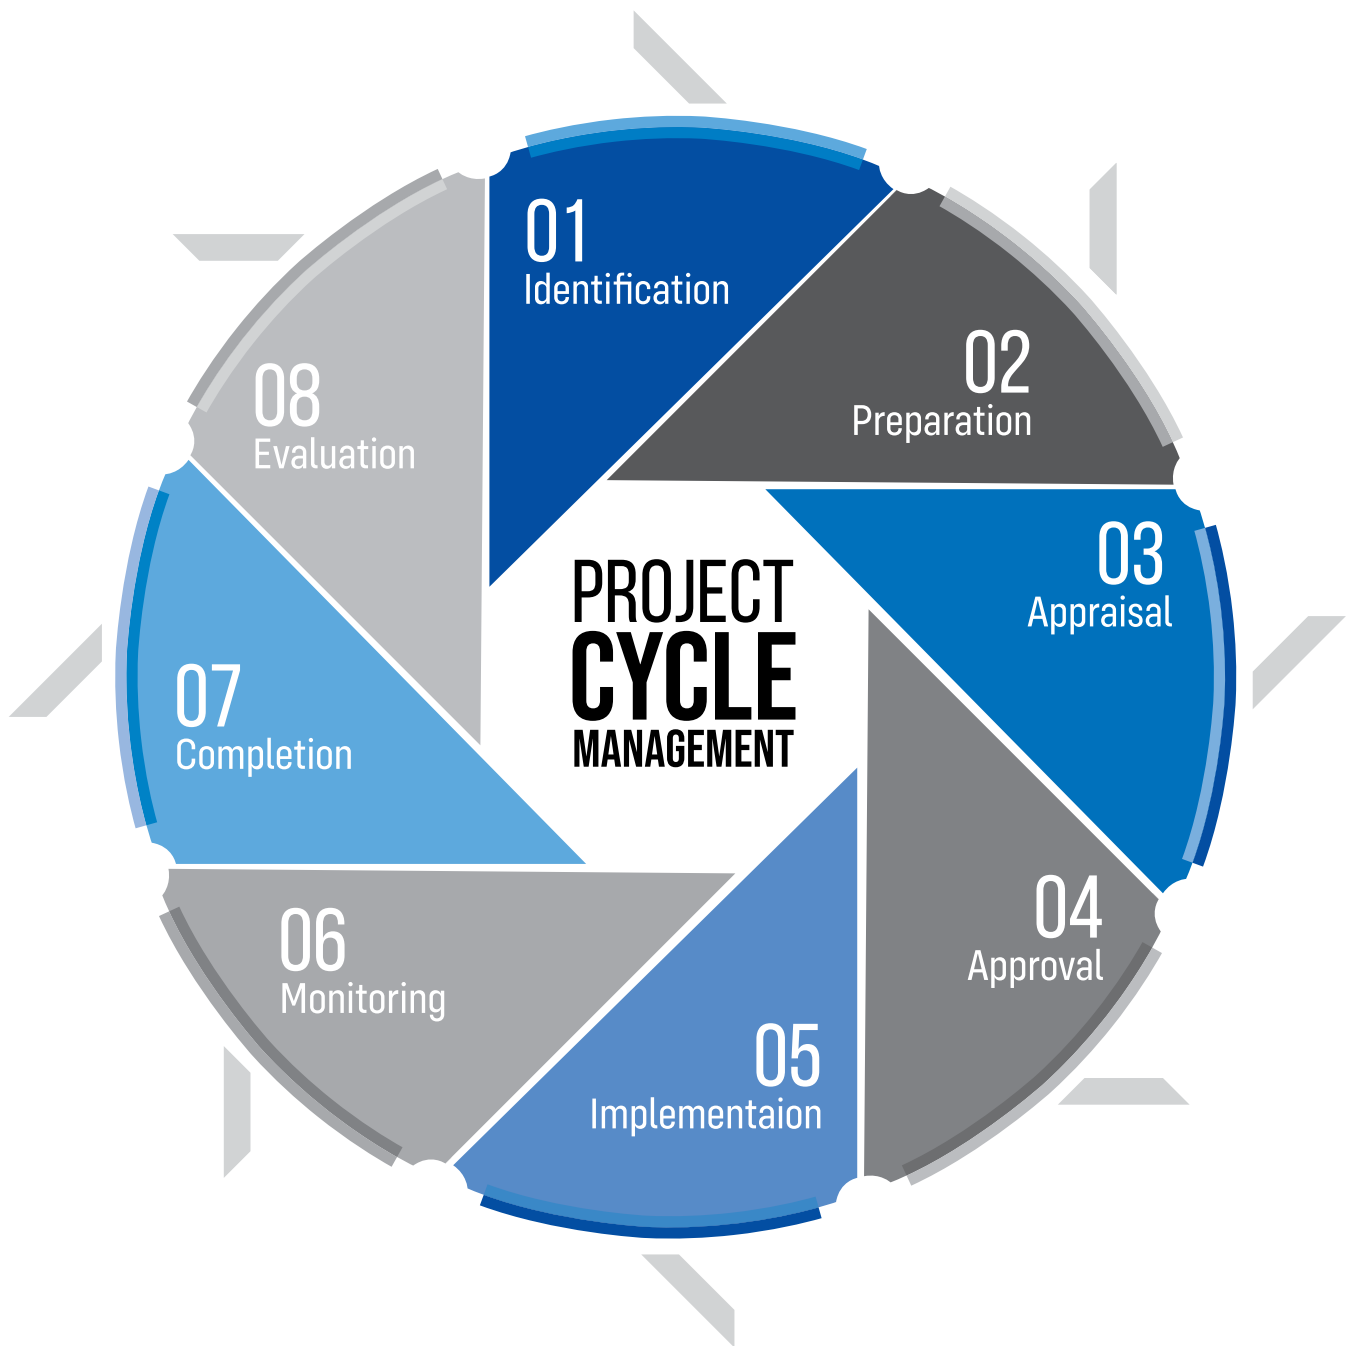 01
Identification
02
Preparation
03
Appraisal
04
Approval
05
Implementaion
06
Monitoring
07
Completion
08
Evaluation
PROJECT
CYCLE
MANAGEMENT